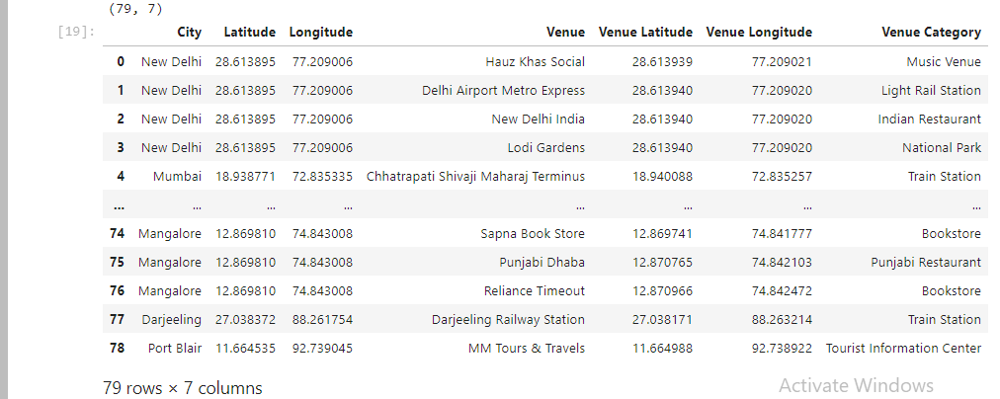 (79, 7)
[19]: City Latitude Longitude Venue Venue Latitude Venue Longitude Venue Category
0 New Delhi 28.613895 77.209006 Hauz Khas Social 28.613939 77.209021 Music Venue
1 New Delhi 28.613895 77.209006 Delhi Airport Metro Express 28.613940 77.209020 Light Rail Station
2 New Delhi 28.613895 77.209006 New Delhi India 28.613940 77.209020 Indian Restaurant
3 New Delhi 28.613895 77.209006 Lodi Gardens 28.613940 77.209020 National Park
4 Mumbai 18.938771 72.835335 Chhatrapati Shivaji Maharaj Terminus 18.940088 72.835257 Train Station
... ... ... ... ... ... ... ...
74 Mangalore 12.869810 74.843008 Sapna Book Store 12.869741 74.841777 Bookstore
75 Mangalore 12.869810 74.843008 Punjabi Dhaba 12.870765 74.842103 Punjabi Restaurant
76 Mangalore 12.869810 74.843008 Reliance Timeout 12.870966 74.842472 Bookstore
77 Darjeeling 27.038372 88.261754 Darjeeling Railway Station 27.038171 88.263214 Train Station
78 Port Blair 11.664535 92.739045 MM Tours & Travels 11.664988 92.738922 Tourist Information Center
79 rows × 7 columns
Activate Windows